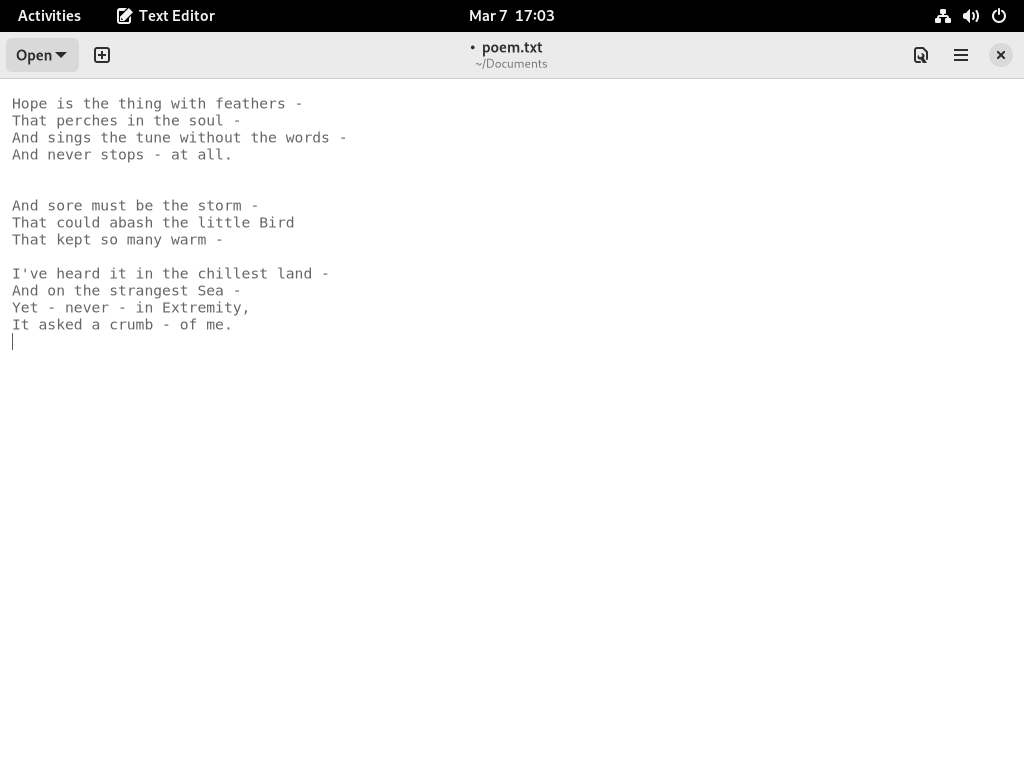 Activities
Text Editor
Mar 7 17:03
Open
• poem.txt
~/Documents
Hope is the thing with feathers -
That perches in the soul -
And sings the tune without the words -
And never stops - at all.
And sore must be the storm -
That could abash the little Bird
That kept so many warm -
I've heard it in the chillest land -
And on the strangest Sea -
Yet - never - in Extremity,
It asked a crumb - of me.